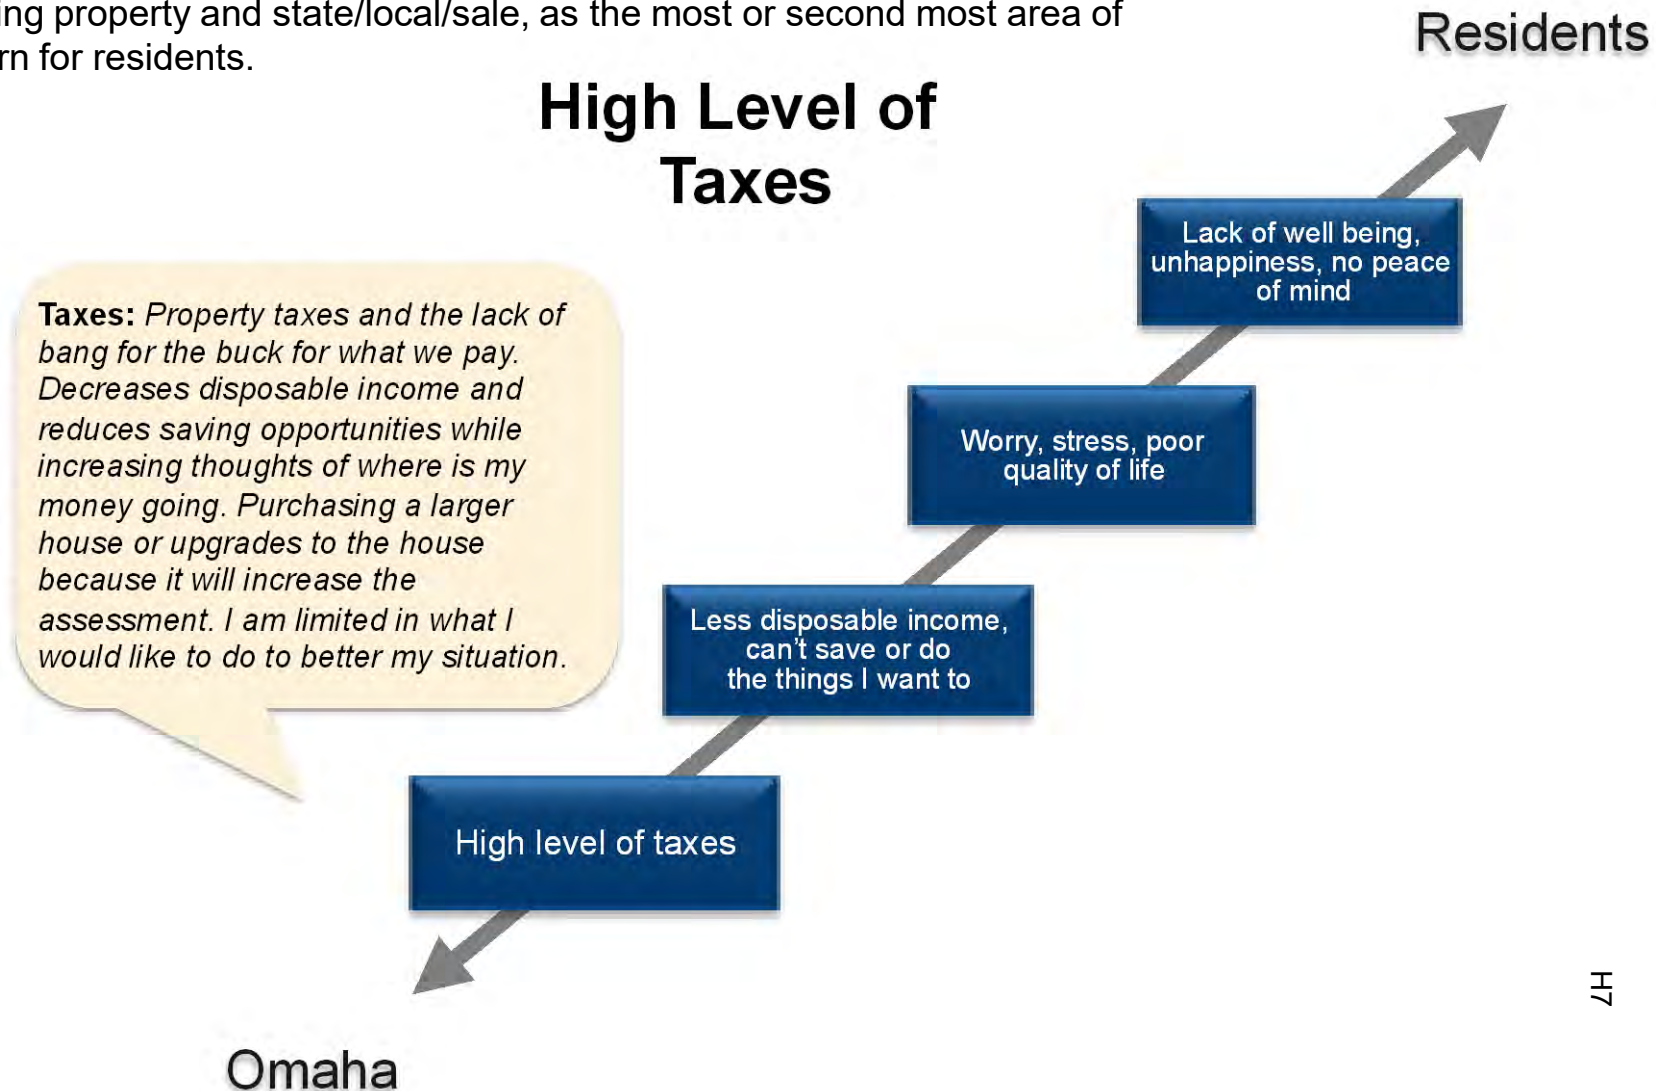 ing property and state/local/sale, as the most or second most area of
rn for residents.
Residents
High Level of
Taxes
Taxes: Property taxes and the lack of
bang for the buck for what we pay.
Decreases disposable income and
reduces saving opportunities while
increasing thoughts of where is my
money going. Purchasing a larger
house or upgrades to the house
because it will increase the
assessment. I am limited in what I
would like to do to better my situation.
Lack of well being,
unhappiness, no peace
of mind
Worry, stress, poor
quality of life
Less disposable income,
can't save or do
the things I want to
High level of taxes
Omaha
H7